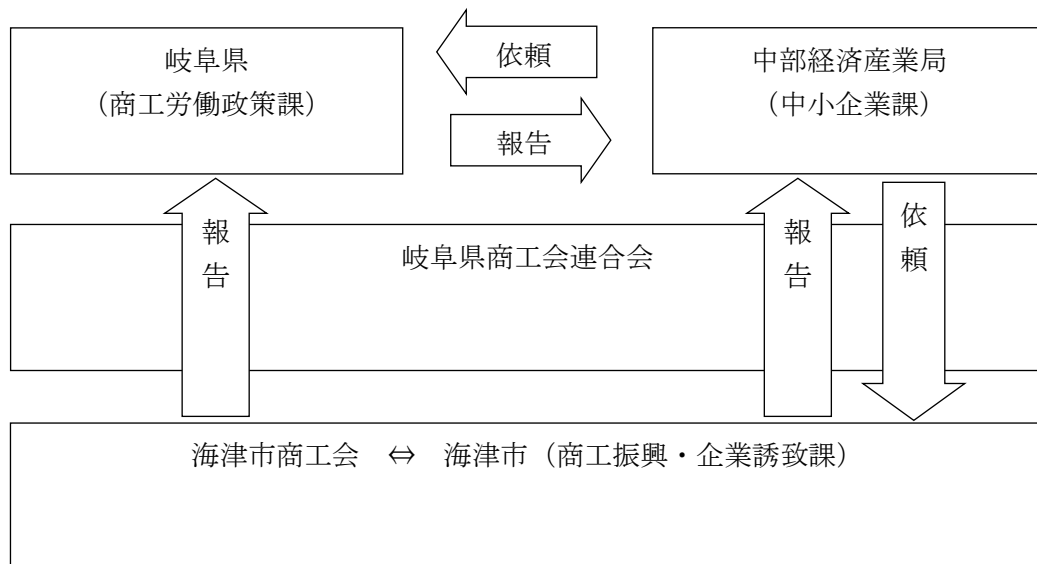 岐阜県
（商工労働政策課）
依頼
報告
中部経済産業局
（中小企業課）
報告
報告
依頼
岐阜県商工会連合会
海津市商工会　⇔　海津市（商工振興・企業誘致課）